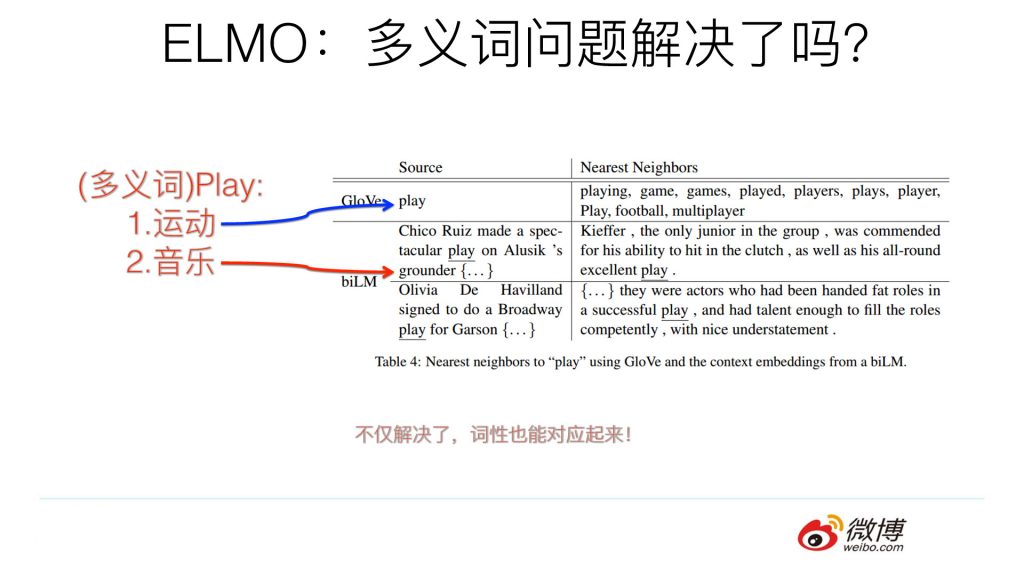 ELMO：多义词问题解决了吗？
(多义词)Play:
1.运动
2.音乐
Source
Nearest Neighbors
GloVe
play
playing, game, games, played, players, plays, player,
Play, football, multiplayer
biLM
Chico Ruiz made a spec-
tacular play on Alusik 's
grounder {...}
Kieffer , the only junior in the group , was commended
for his ability to hit in the clutch , as well as his all-round
excellent play .
Olivia De Havilland
signed to do a Broadway
play for Garson {...}
{...} they were actors who had been handed fat roles in
a successful play , and had talent enough to fill the roles
competently , with nice understatement .
Table 4: Nearest neighbors to “play” using GloVe and the context embeddings from a biLM.
不仅解决了，词性也能对应起来！
微博
weibo.com